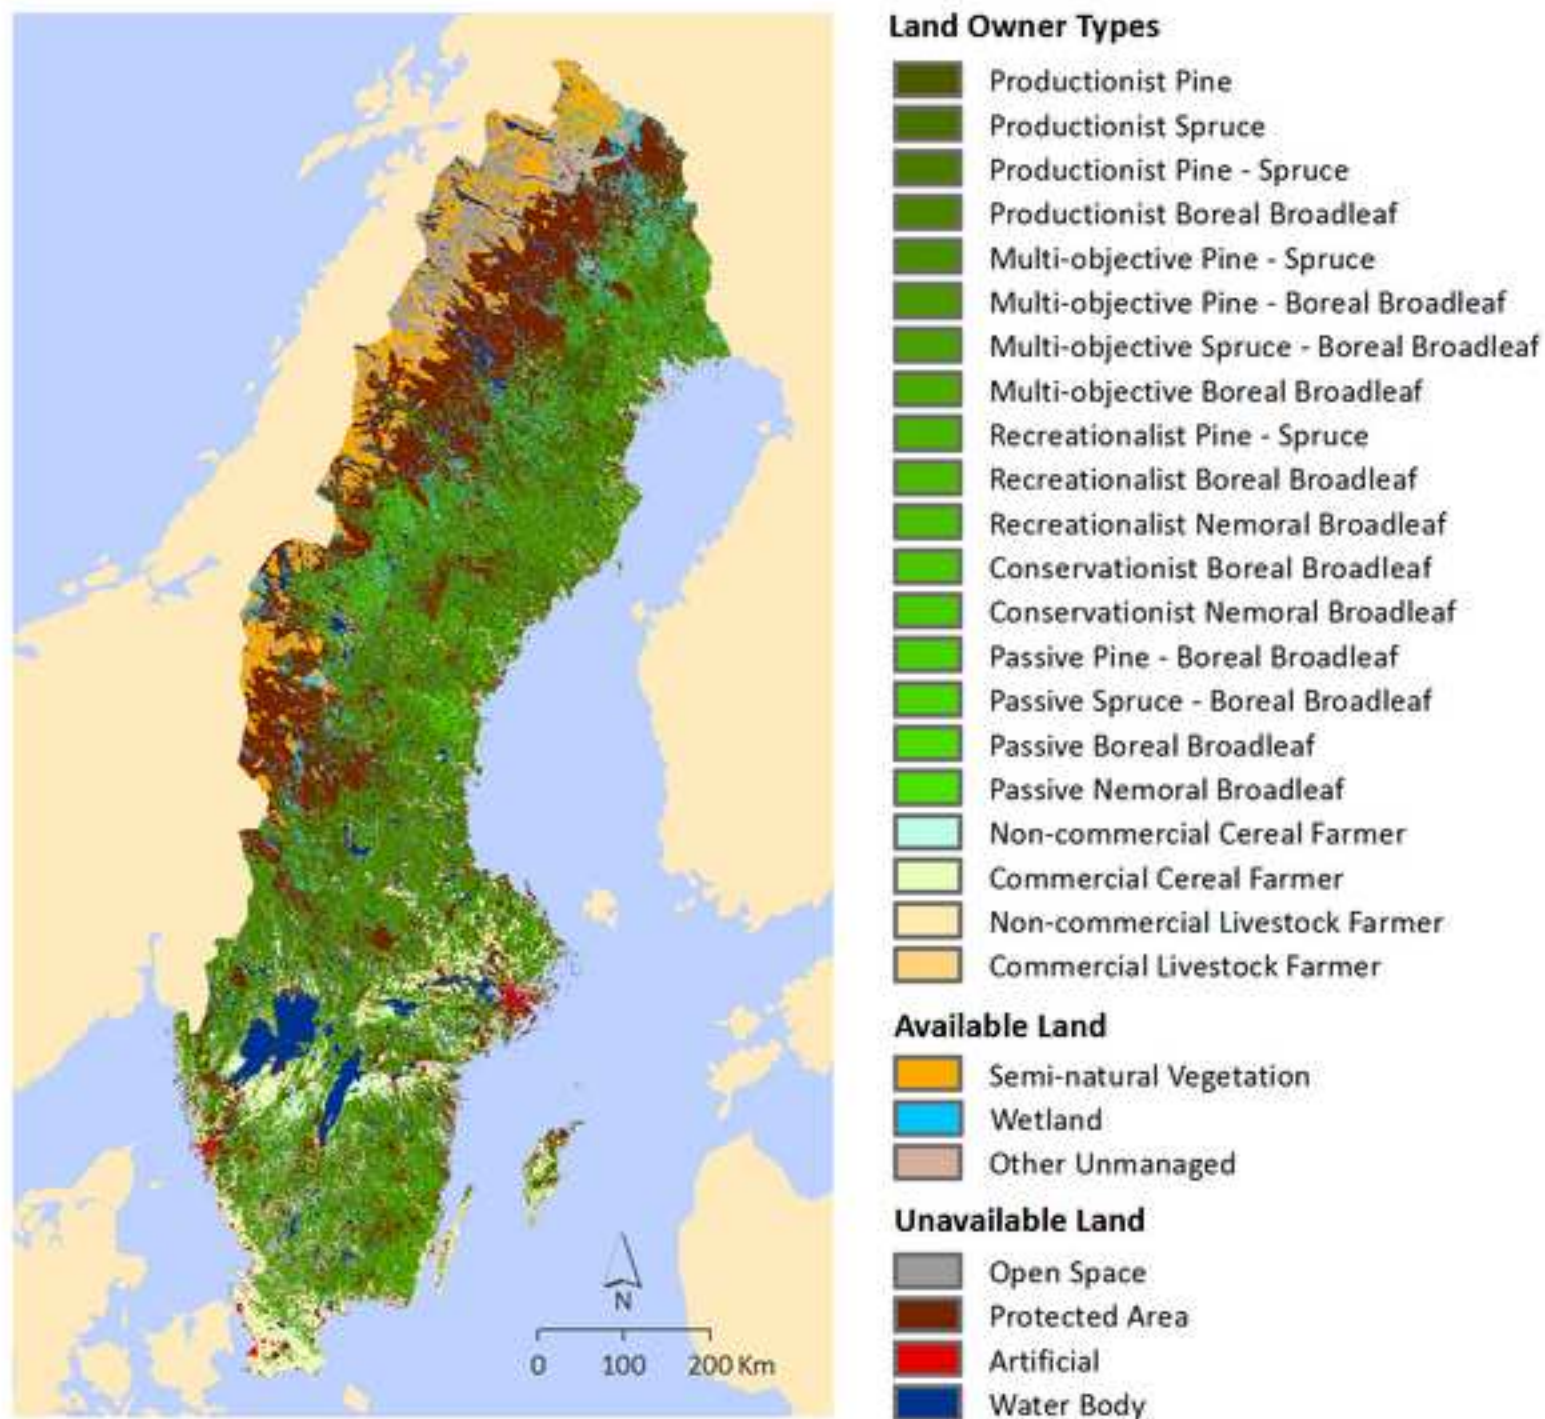 Land Owner Types
Productionist Pine
Productionist Spruce
Productionist Pine - Spruce
Productionist Boreal Broadleaf
Multi-objective Pine - Spruce
Multi-objective Pine - Boreal Broadleaf
Multi-objective Spruce - Boreal Broadleaf
Multi-objective Boreal Broadleaf
Recreationalist Pine - Spruce
Recreationalist Boreal Broadleaf
Recreationalist Nemoral Broadleaf
Conservationist Boreal Broadleaf
Conservationist Nemoral Broadleaf
Passive Pine - Boreal Broadleaf
Passive Spruce - Boreal Broadleaf
Passive Boreal Broadleaf
Passive Nemoral Broadleaf
Non-commercial Cereal Farmer
Commercial Cereal Farmer
Non-commercial Livestock Farmer
Commercial Livestock Farmer
Available Land
Semi-natural Vegetation
Wetland
Other Unmanaged
Unavailable Land
Open Space
Protected Area
Artificial
Water Body
N
0 100 200 Km